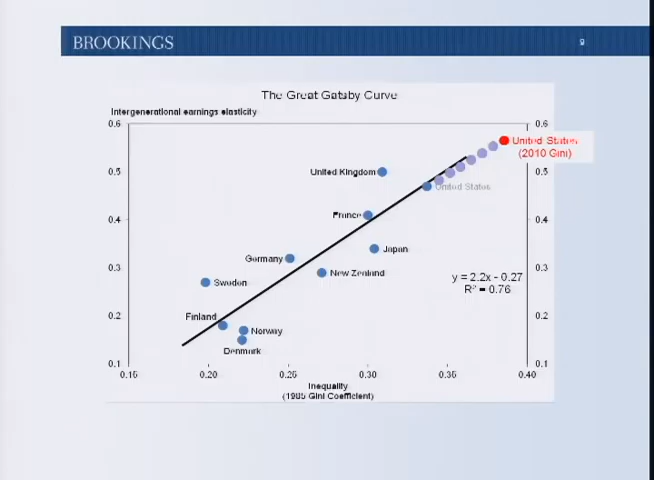 BROOKINGS
9
The Great Gatsby Curve
Intergenerational earnings elasticity
0.6
0.6
United States
(2010 Gini)
0.5
United Kingdom
0.5
United States
0.4
France
0.4
Japan
Germany
0.3
New Zealand
y = 2.2x - 0.27
0.3
Sweden
R² = 0.76
0.2
Finland
0.2
Norway
Denmark
0.1
0.1
0.15 0.20 0.25 0.30 0.35 0.40
Inequality
(1985 Gini Coefficient)